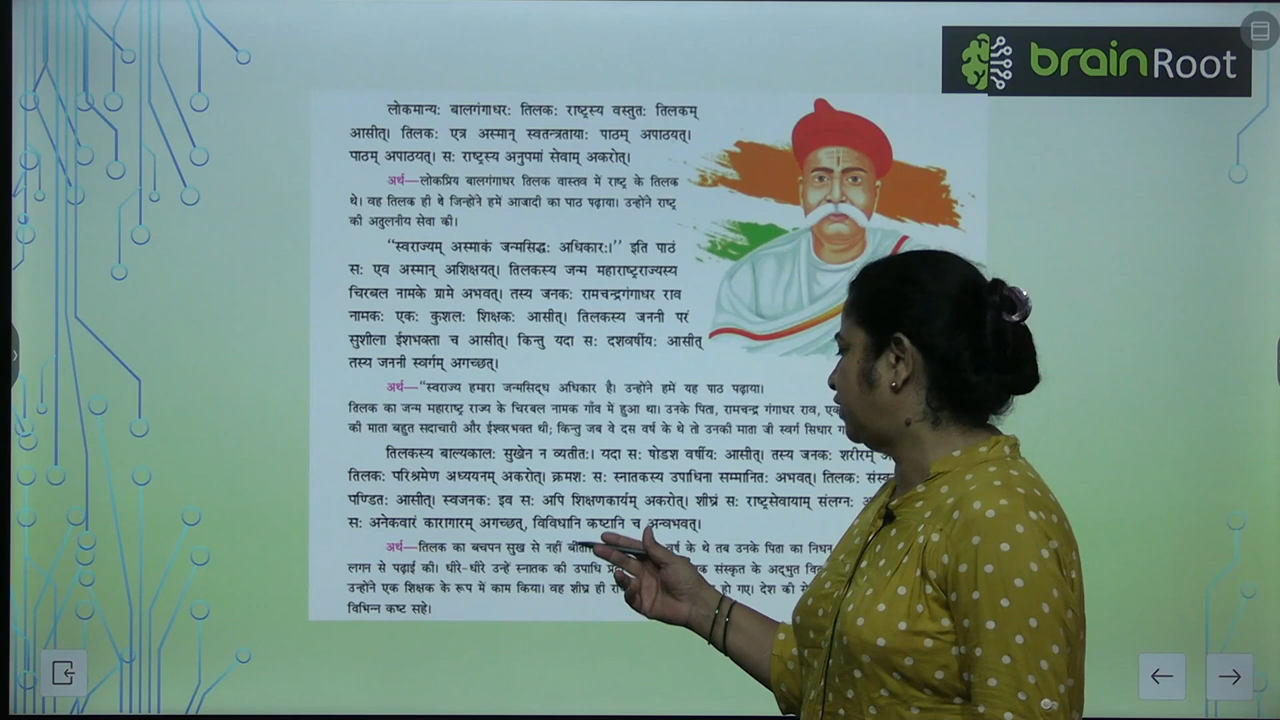 brainRoot
लोकमान्य: बालगंगाधर: तिलक: राष्ट्रस्य वस्तुत: तिलकम्
आसीत्। तिलक: एत्र अस्मान् स्वतन्त्रताया: पाठम् अपाठयत्।
पाठम् अपाठयत्। स: राष्ट्रस्य अनुपमां सेवाम् अकरोत्।
अर्थ—लोकप्रिय बालगंगाधर तिलक वास्तव में राष्ट्र के तिलक
थे। वह तिलक ही थे जिन्होंने हमें आजादी का पाठ पढ़ाया। उन्होंने राष्ट्र
की अतुलनीय सेवा की।
“स्वराज्यम् अस्माकं जन्मसिद्ध: अधिकार:।” इति पाठं
स: एव अस्मान् अशिक्षयत्। तिलकस्य जन्म महाराष्ट्रराज्यस्य
चिरबल नामके ग्रामे अभवत्। तस्य जनक: रामचन्द्रगंगाधर राव
नामक: एक: कुशल: शिक्षक: आसीत्। तिलकस्य जननी परं
सुशीला ईशभक्ता च आसीत्। किन्तु यदा स: दशवर्षीय: आसीत्
तस्य जननी स्वर्गम् अगच्छत्।
अर्थ—“स्वराज्य हमारा जन्मसिद्ध अधिकार है। उन्होंने हमें यह पाठ पढ़ाया।
तिलक का जन्म महाराष्ट्र राज्य के चिरबल नामक गाँव में हुआ था। उनके पिता, रामचन्द्र गंगाधर राव,
की माता बहुत सदाचारी और ईश्वरभक्त थी; किन्तु जब वे दस वर्ष के थे तो उनकी माता जी स्वर्ग सिधार
तिलकस्य बाल्यकाल: सुखेन न व्यतीत:। यदा स: षोडश वर्षीय: आसीत्। तस्य जनक: शरीरम्
तिलक: परिश्रमेण अध्ययनम् अकरोत्। क्रमश: स: स्नातकस्य उपाधिना सम्मानित: अभवत्। तिलक:
पण्डित: आसीत्। स्वजनक: इव स: अपि शिक्षणकार्यम् अकरोत्। शीघ्रं स: राष्ट्रसेवायाम् संलग्न:
स: अनेकवारं कारागारम् अगच्छत्, विविधानि कष्टानि च अन्वभवत्।
अर्थ—तिलक का बचपन सुख से नहीं के थे तब उनके पिता का निधन
लगन से पढ़ाई की। धीरे-धीरे उन्हें स्नातक की उपाधि संस्कृत के अद्भुत
उन्होंने एक शिक्षक के रूप में काम किया। वह शीघ्र ही हो गए। देश की
विभिन्न कष्ट सहे।